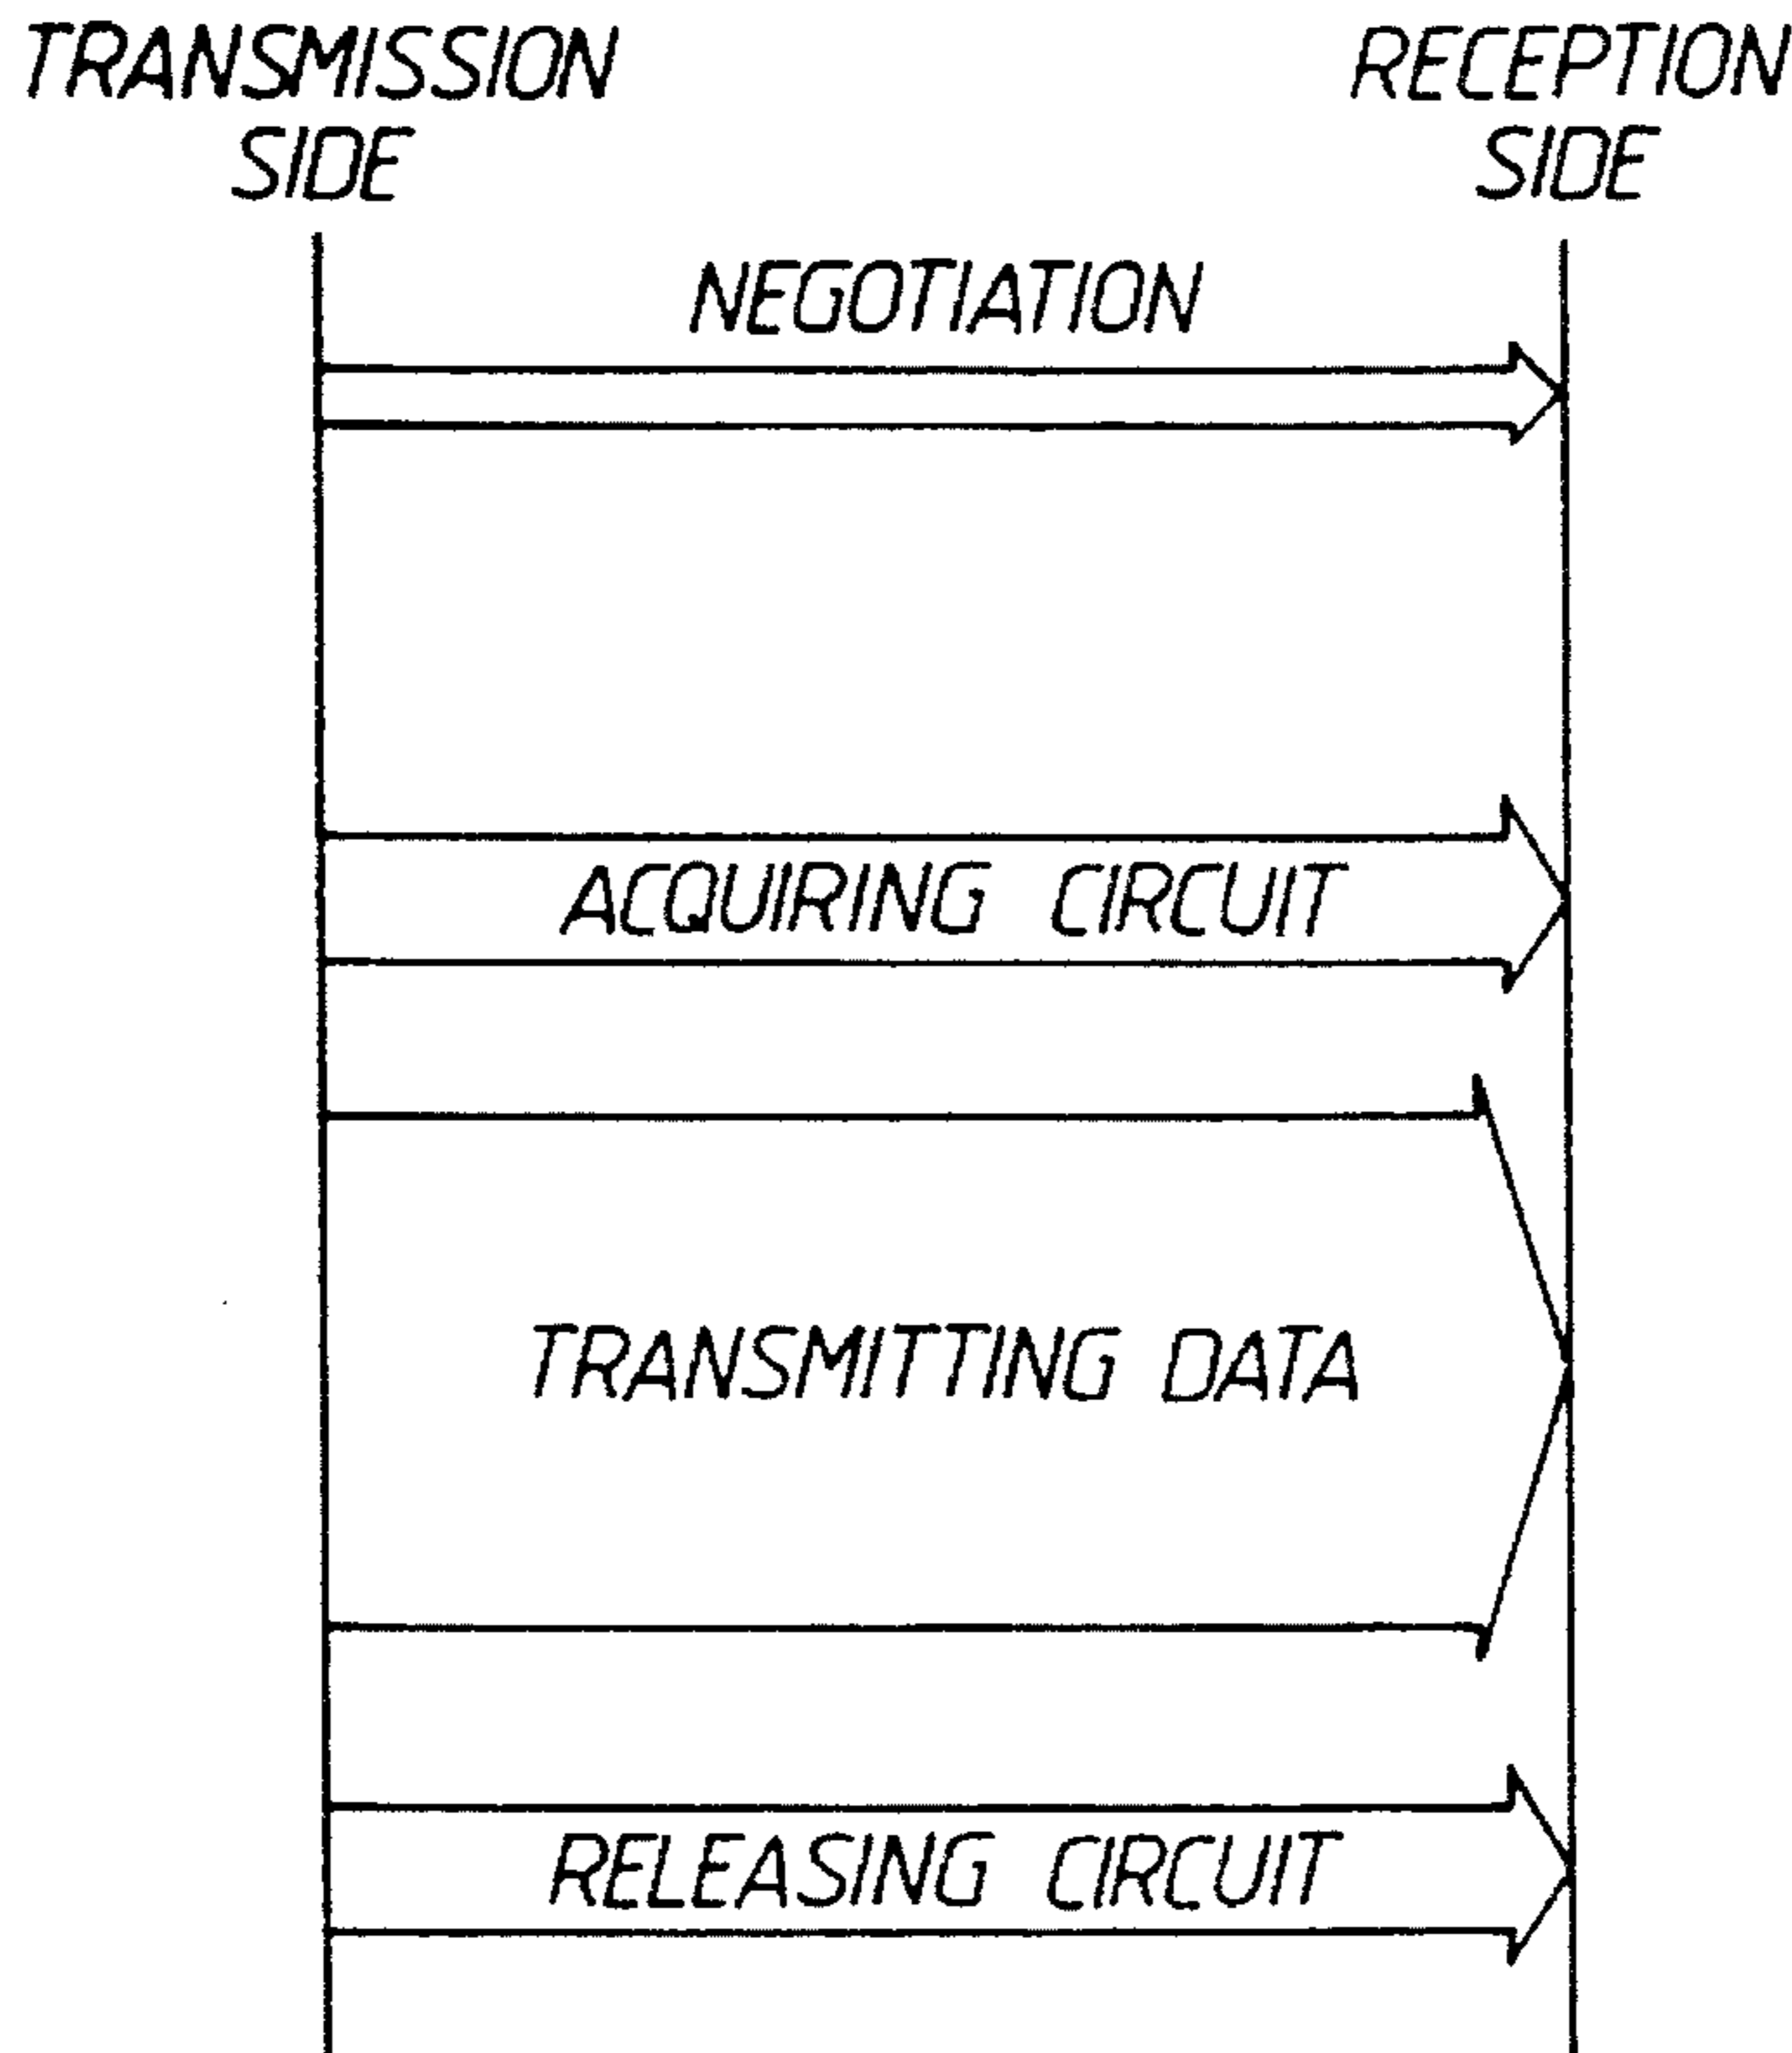 TRANSMISSION
SIDE
RECEPTION
SIDE
NEGOTIATION
ACQUIRING CIRCUIT
TRANSMITTING DATA
RELEASING CIRCUIT